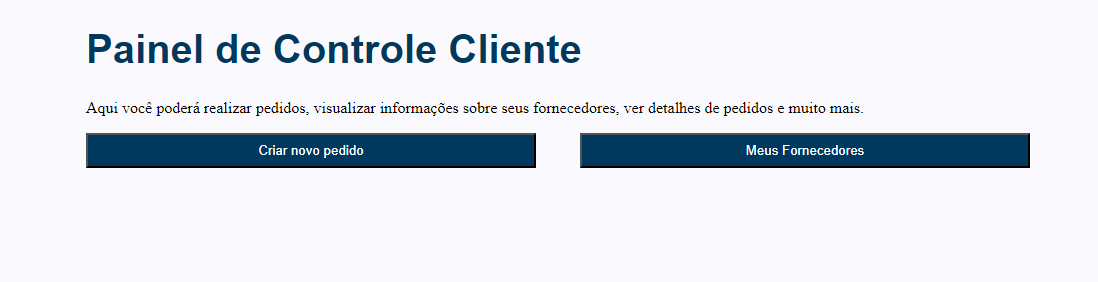 Painel de Controle Cliente
Aqui você poderá realizar pedidos, visualizar informações sobre seus fornecedores, ver detalhes de pedidos e muito mais.
Criar novo pedido
Meus Fornecedores